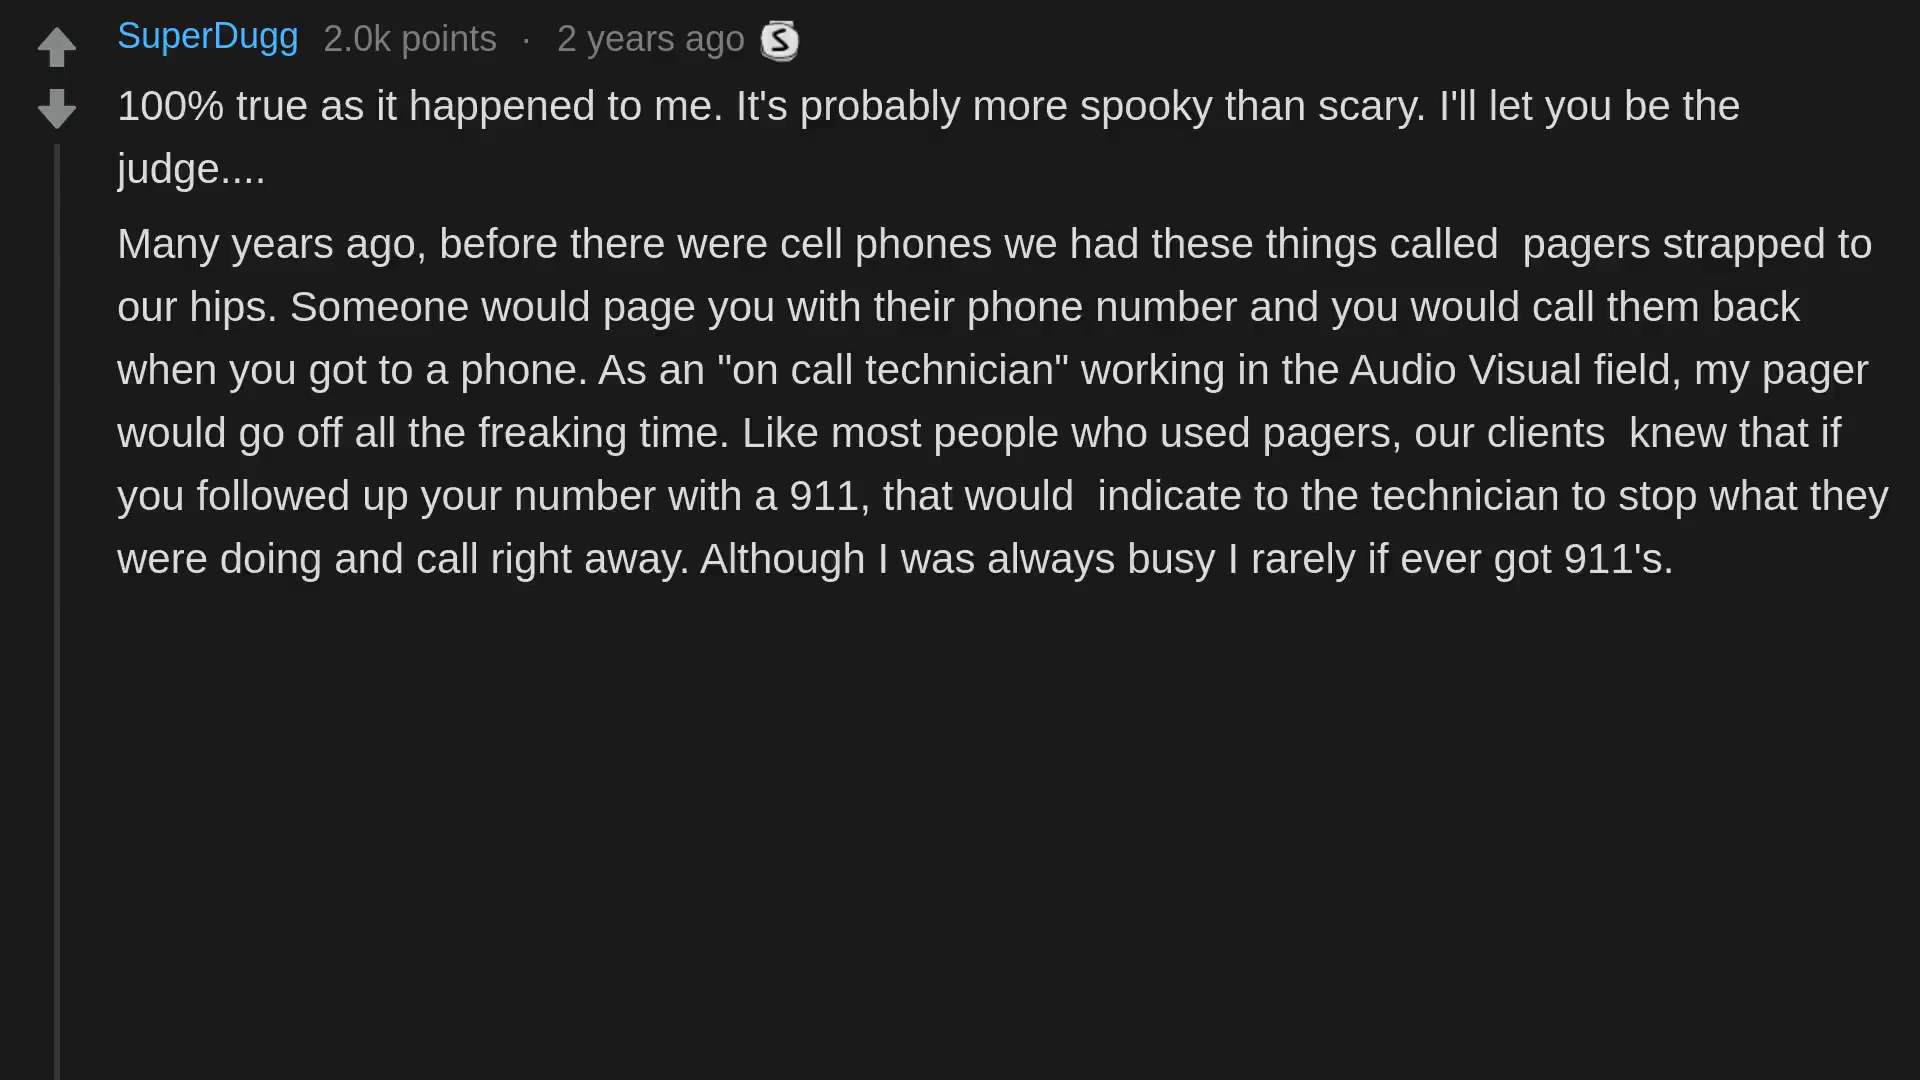 SuperDugg 2.0k points · 2 years ago S
100% true as it happened to me. It's probably more spooky than scary. I'll let you be the
judge....
Many years ago, before there were cell phones we had these things called  pagers strapped to
our hips. Someone would page you with their phone number and you would call them back
when you got to a phone. As an "on call technician" working in the Audio Visual field, my pager
would go off all the freaking time. Like most people who used pagers, our clients  knew that if
you followed up your number with a 911, that would  indicate to the technician to stop what they
were doing and call right away. Although I was always busy I rarely if ever got 911's.